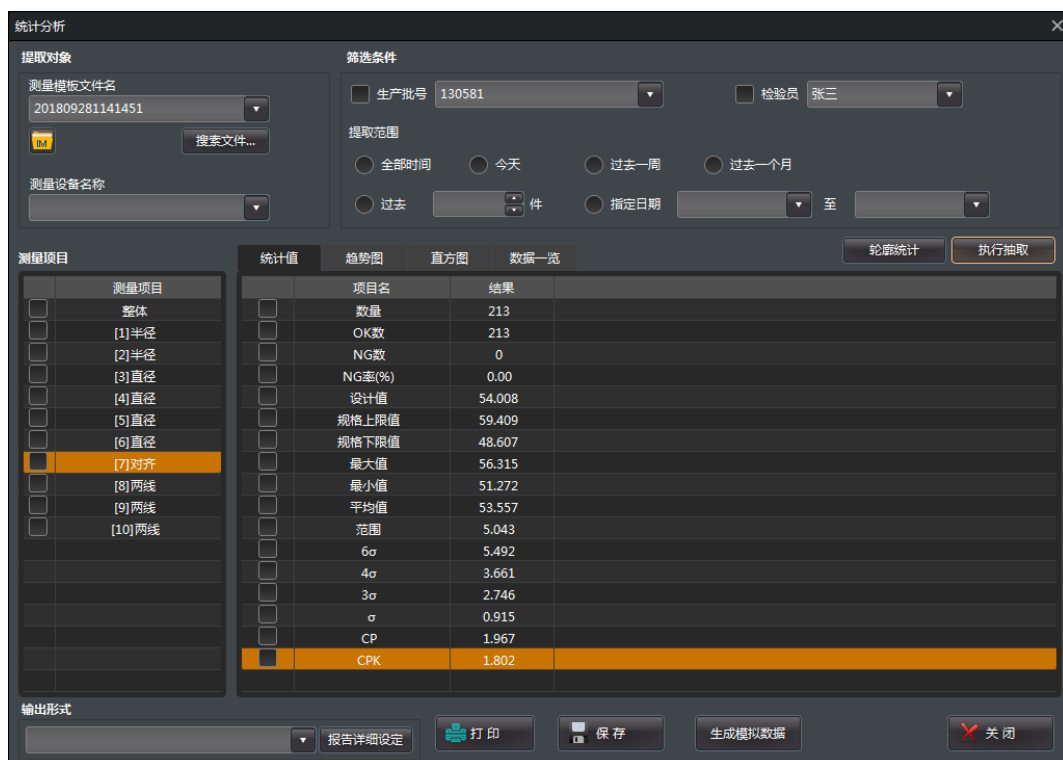 统计分析
提取对象
测量模板文件名
201809281141451
IM
搜索文件...
测量设备名称
筛选条件
生产批号 130581 检验员 张三
提取范围
全部时间 今天 过去一周 过去一个月
过去 件 指定日期 至
轮廓统计 执行抽取
测量项目
测量项目
整体
[1]半径
[2]半径
[3]直径
[4]直径
[5]直径
[6]直径
[7]对齐
[8]两线
[9]两线
[10]两线
统计值 趋势图 直方图 数据一览
项目名 结果
数量 213
OK数 213
NG数 0
NG率(%) 0.00
设计值 54.008
规格上限值 59.409
规格下限值 48.607
最大值 56.315
最小值 51.272
平均值 53.557
范围 5.043
6σ 5.492
4σ 3.661
3σ 2.746
σ 0.915
CP 1.967
CPK 1.802
输出形式
报告详细设定 打印 保存 生成模拟数据 关闭